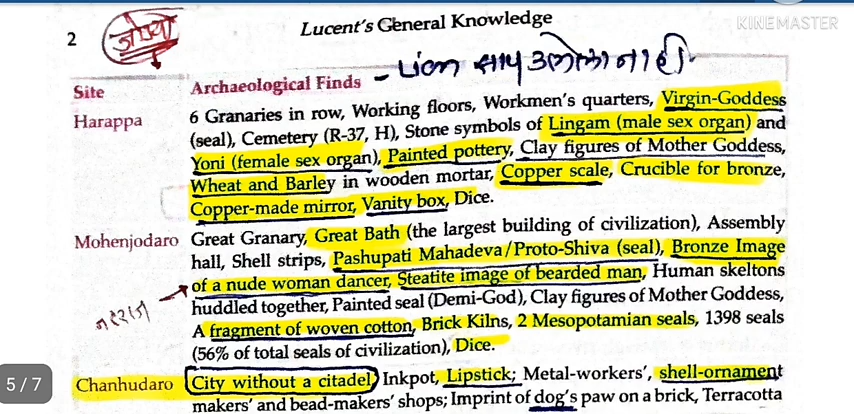 KINEMASTER
2
Lucent's General Knowledge
Site
Archaeological Finds -
Harappa
6 Granaries in row, Working floors, Workmen's quarters, Virgin-Goddess
(seal), Cemetery (R-37, H), Stone symbols of Lingam (male sex organ) and
Yoni (female sex organ), Painted pottery, Clay figures of Mother Goddess,
Wheat and Barley in wooden mortar, Copper scale, Crucible for bronze,
Copper-made mirror, Vanity box, Dice.
Mohenjodaro
Great Granary, Great Bath (the largest building of civilization), Assembly
hall, Shell strips, Pashupati Mahadeva/Proto-Shiva (seal), Bronze Image
of a nude woman dancer, Steatite image of bearded man, Human skeltons
huddled together, Painted seal (Demi-God), Clay figures of Mother Goddess,
A fragment of woven cotton, Brick Kilns, 2 Mesopotamian seals, 1398 seals
(56% of total seals of civilization), Dice.
5 / 7
Chanhudaro
City without a citadel, Inkpot, Lipstick; Metal-workers', shell-ornament
makers' and bead-makers' shops; Imprint of dog's paw on a brick, Terracotta